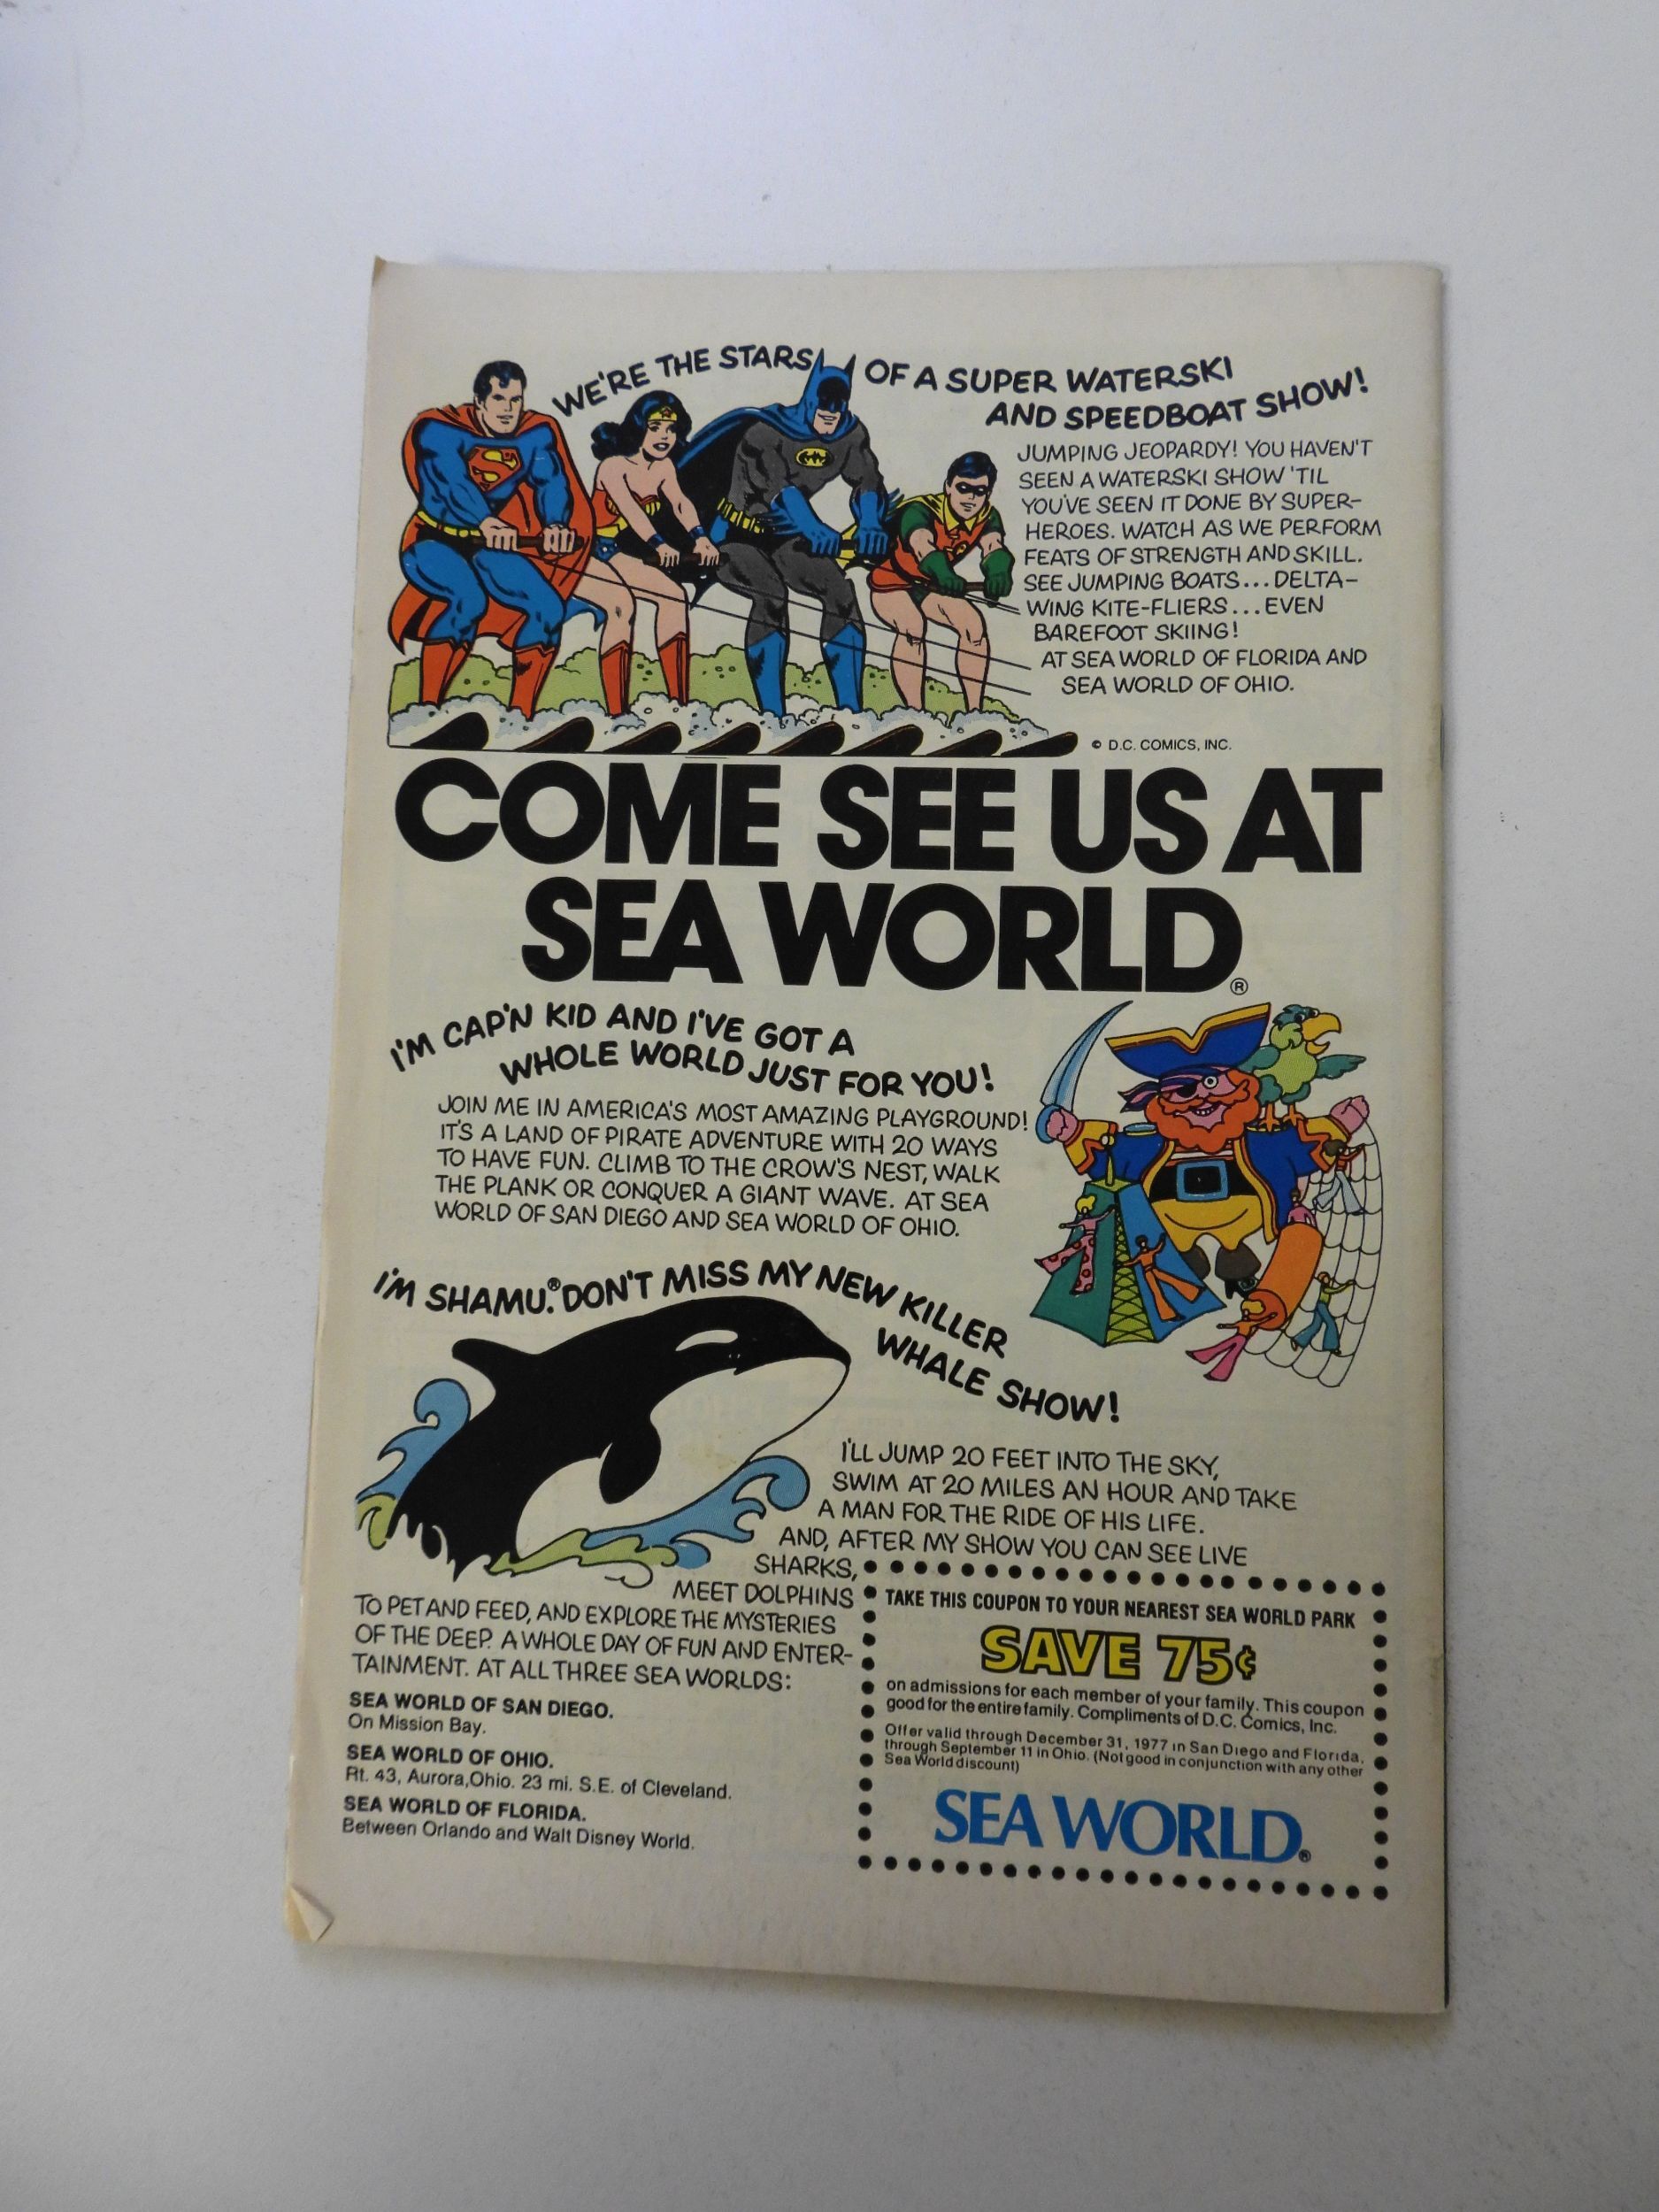 WE'RE THE STARS OF A SUPER WATERSKI
AND SPEEDBOAT SHOW!
JUMPING JEOPARDY! YOU HAVEN'T
SEEN A WATERSKI SHOW 'TIL
YOU'VE SEEN IT DONE BY SUPER-
HEROES. WATCH AS WE PERFORM
FEATS OF STRENGTH AND SKILL.
SEE JUMPING BOATS...DELTA-
WING KITE-FLIERS...EVEN
BAREFOOT SKIING!
AT SEA WORLD OF FLORIDA AND
SEA WORLD OF OHIO.
© D.C. COMICS, INC.
COME SEE US AT
SEA WORLD®
I'M CAP'N KID AND I'VE GOT A
WHOLE WORLD JUST FOR YOU!
JOIN ME IN AMERICA'S MOST AMAZING PLAYGROUND!
IT'S A LAND OF PIRATE ADVENTURE WITH 20 WAYS
TO HAVE FUN. CLIMB TO THE CROW'S NEST, WALK
THE PLANK OR CONQUER A GIANT WAVE. AT SEA
WORLD OF SAN DIEGO AND SEA WORLD OF OHIO.
I'M SHAMU.® DON'T MISS MY NEW KILLER
WHALE SHOW!
I'LL JUMP 20 FEET INTO THE SKY,
SWIM AT 20 MILES AN HOUR AND TAKE
A MAN FOR THE RIDE OF HIS LIFE.
AND, AFTER MY SHOW YOU CAN SEE LIVE
SHARKS,
MEET DOLPHINS
TO PET AND FEED, AND EXPLORE THE MYSTERIES
OF THE DEEP. A WHOLE DAY OF FUN AND ENTER-
TAINMENT. AT ALL THREE SEA WORLDS:
SEA WORLD OF SAN DIEGO.
On Mission Bay.
SEA WORLD OF OHIO.
Rt. 43, Aurora, Ohio. 23 mi. S.E. of Cleveland.
SEA WORLD OF FLORIDA.
Between Orlando and Walt Disney World.
TAKE THIS COUPON TO YOUR NEAREST SEA WORLD PARK
SAVE 75¢
on admissions for each member of your family. This coupon
good for the entire family. Compliments of D.C. Comics, Inc.
Offer valid through December 31, 1977 in San Diego and Florida,
through September 11 in Ohio. (Not good in conjunction with any other
Sea World discount)
SEA WORLD®